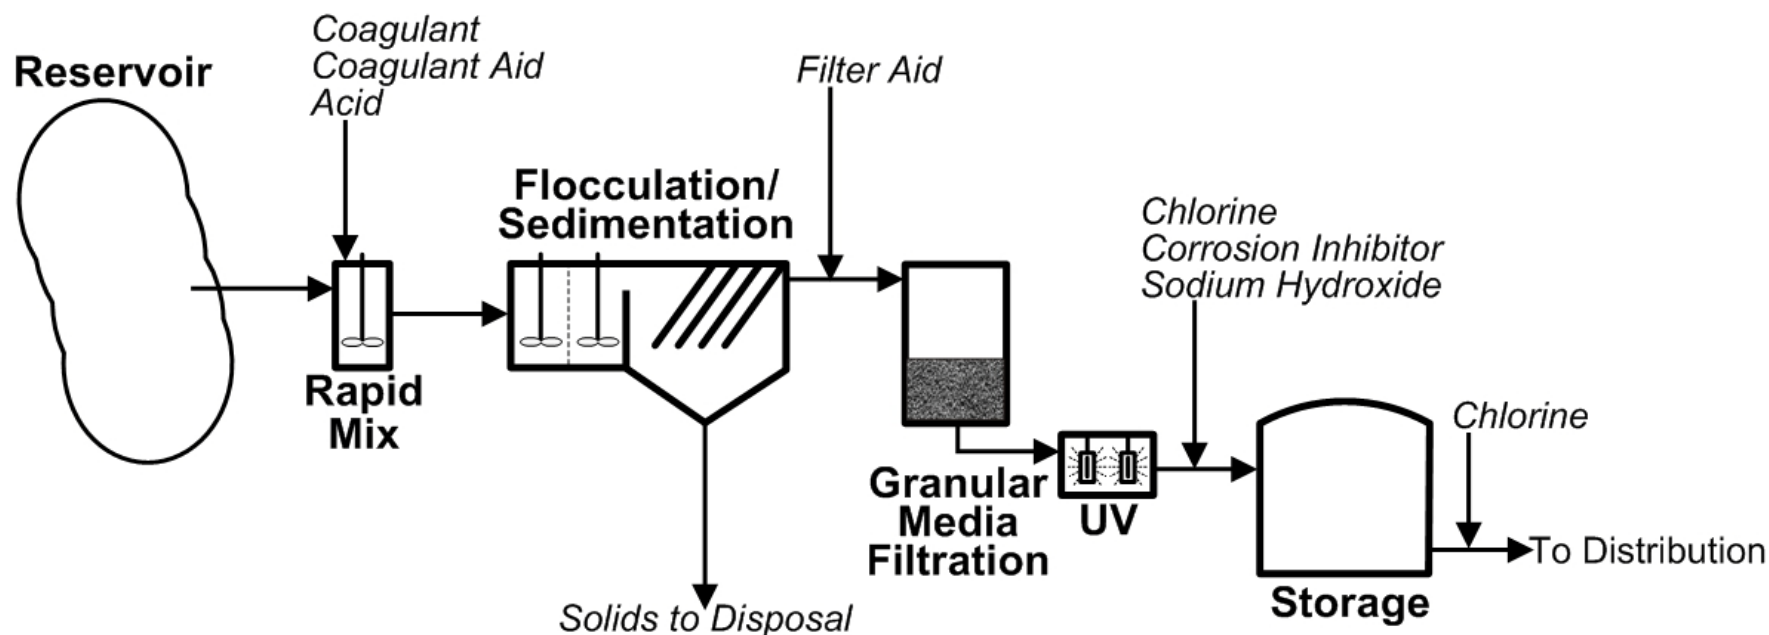 Reservoir
Coagulant
Coagulant Aid
Acid
Rapid
Mix
Flocculation/
Sedimentation
Solids to Disposal
Filter Aid
Granular
Media
Filtration
UV
Chlorine
Corrosion Inhibitor
Sodium Hydroxide
Storage
Chlorine
To Distribution